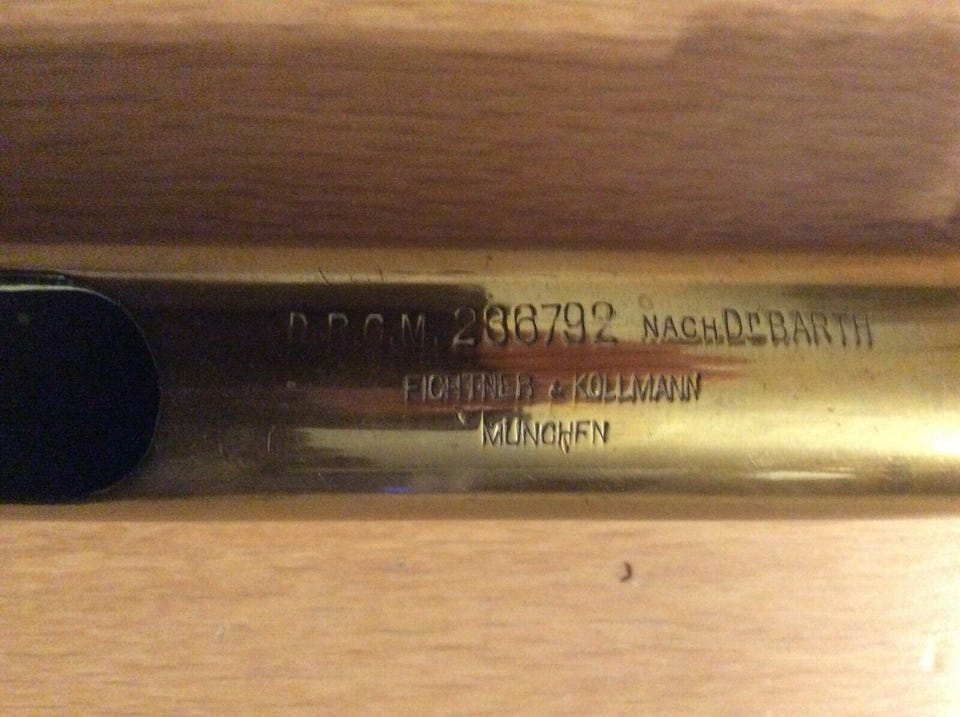 D.R.G.M. 236792 NACH DR BARTH
FICHTNER & KOLLMANN
MÜNCHEN